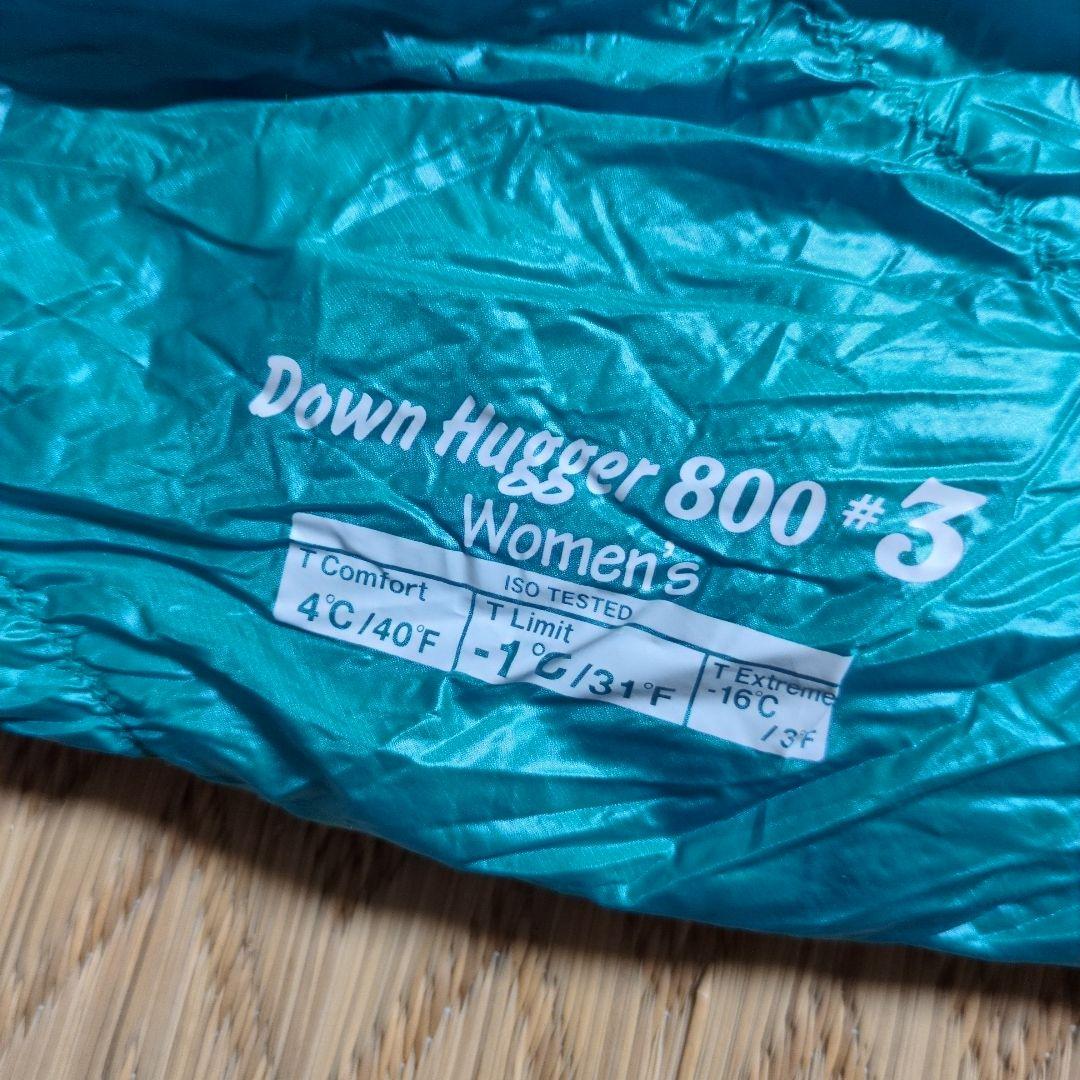 Down Hugger 800 #3
Women's
ISO TESTED
T Comfort
4°C/40°F
T Limit
-1°C/31°F
T Extreme
-16°C
/3°F